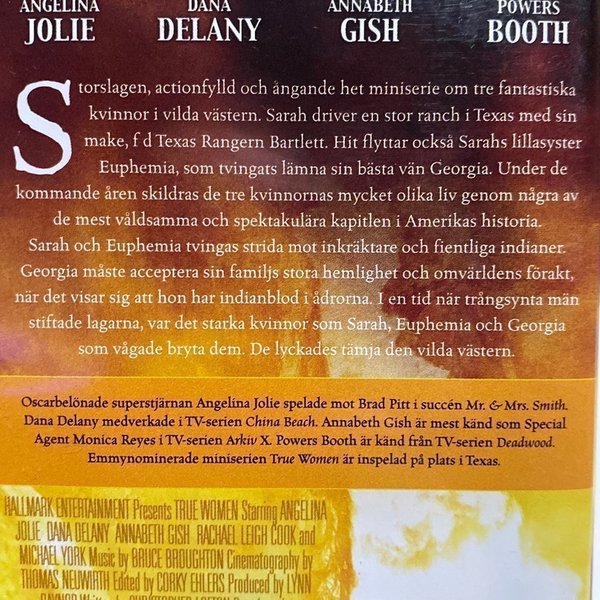 ANGELINA DANA ANNABETH POWERS
JOLIE DELANY GISH BOOTH
Storslagen, actionfylld och ångande het miniserie om tre fantastiska
kvinnor i vilda västern. Sarah driver en stor ranch i Texas med sin
make, f d Texas Rangern Bartlett. Hit flyttar också Sarahs lillasyster
Euphemia, som tvingats lämna sin bästa vän Georgia. Under de
kommande åren skildras de tre kvinnornas mycket olika liv genom några av
de mest våldsamma och spektakulära kapitlen i Amerikas historia.
Sarah och Euphemia tvingas strida mot inkräktare och fientliga indianer.
Georgia måste acceptera sin familjs stora hemlighet och omvärldens förakt,
när det visar sig att hon har indianblod i ådrorna. I en tid när trångsynta män
stiftade lagarna, var det starka kvinnor som Sarah, Euphemia och Georgia
som vågade bryta dem. De lyckades tämja den vilda västern.
Oscarbelönade superstjärnan Angelina Jolie spelade mot Brad Pitt i succén Mr. & Mrs. Smith.
Dana Delany medverkade i TV-serien China Beach. Annabeth Gish är mest känd som Special
Agent Monica Reyes i TV-serien Arkiv X. Powers Booth är känd från TV-serien Deadwood.
Emmynominerade miniserien True Women är inspelad på plats i Texas.
HALLMARK ENTERTAINMENT Presents TRUE WOMEN Starring ANGELINA
JOLIE DANA DELANY ANNABETH GISH RACHAEL LEIGH COOK and
MICHAEL YORK Music by BRUCE BROUGHTON Cinematography by
THOMAS NEUWIRTH Edited by CORKY EHLERS Produced by LYNN